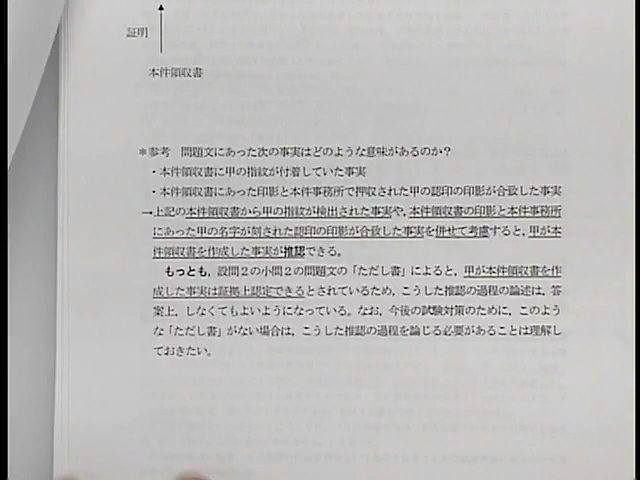 証明
本件領収書
＊参考　問題文にあった次の事実はどのような意味があるのか？
・本件領収書に甲の指紋が付着していた事実
・本件領収書にあった印影と本件事務所で押収された甲の認印の印影が合致した事実
→上記の本件領収書から甲の指紋が検出された事実や，本件領収書の印影と本件事務所
にあった甲の名字が刻された認印の印影が合致した事実を併せて考慮すると，甲が本
件領収書を作成した事実が推認できる。
もっとも，設問２の小問２の問題文の「ただし書」によると，甲が本件領収書を作
成した事実は証拠上認定できるとされているため，こうした推認の過程の論述は，答
案上，しなくてもよいようになっている。なお，今後の試験対策のために，このよう
な「ただし書」がない場合は，こうした推認の過程を論じる必要があることは理解し
ておきたい。